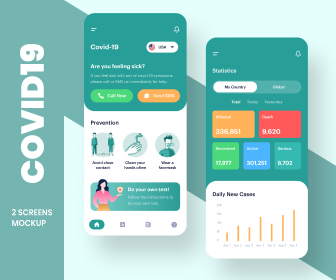 COVID19
2 SCREENS
MOCKUP
Covid-19
USA
Are you feeling sick?
If you feel sick with any of covid-19 symptoms
please call or SMS us immediately for help
Call Now
Send SMS
Prevention
Avoid close
contact
Clean your
hands often
Wear a
facemask
Do your own test!
Follow the instructions to
do your own test.
Statistics
My Country
Global
Total
Today
Yesterday
Affected
336,851
Death
9,620
Recovered
17,977
Active
301,251
Serious
8,702
Daily New Cases